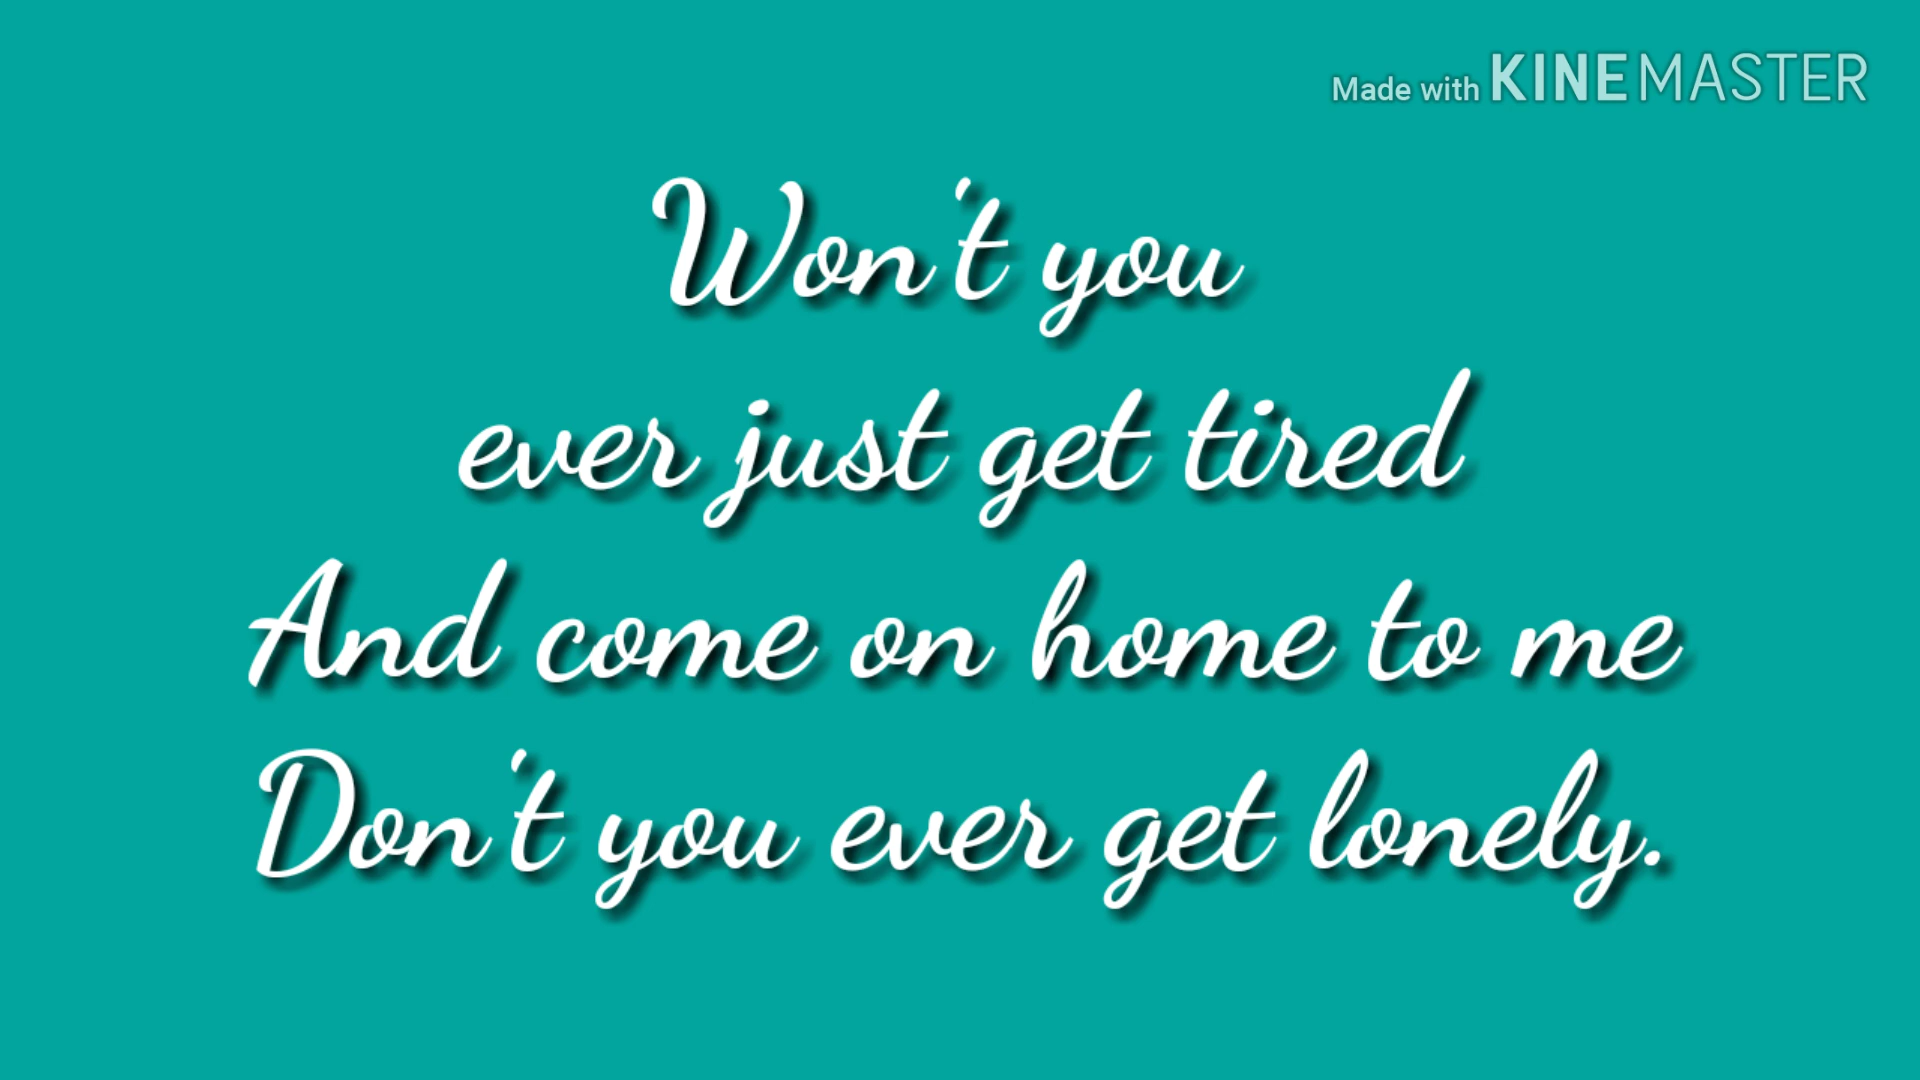 Made with KINEMASTER
Won't you
ever just get tired
And come on home to me
Don't you ever get lonely.